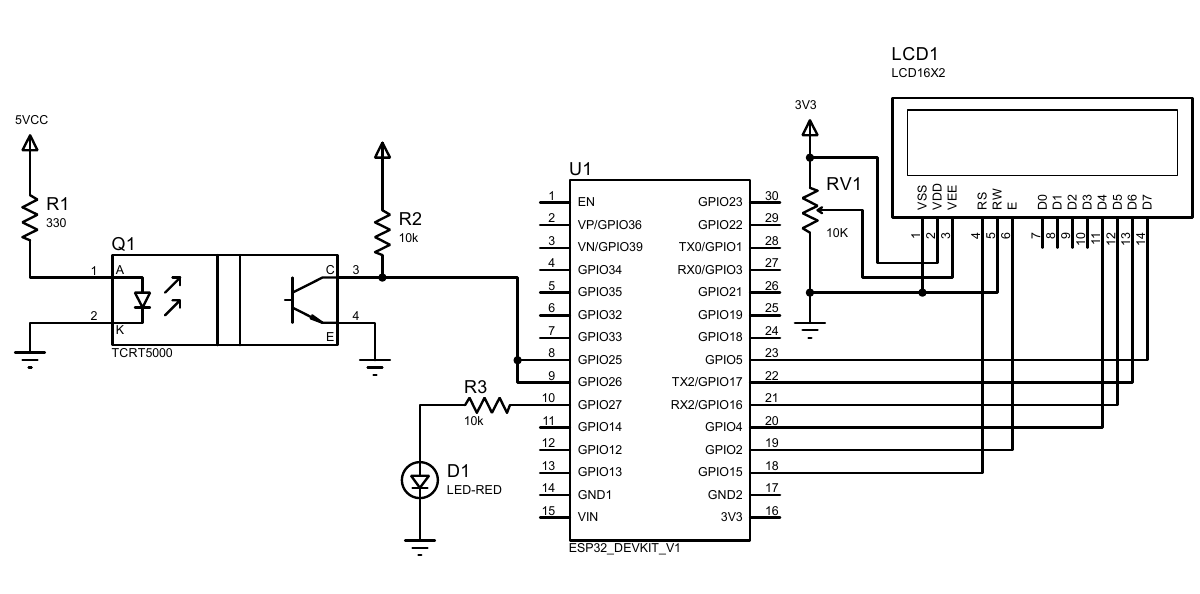 LCD1
LCD16X2
5VCC
3V3
R1
330
R2
10k
Q1
A
K
C
E
1
2
3
4
TCRT5000
R3
10k
D1
LED-RED
U1
1 EN GPIO23 30
2 VP/GPIO36 GPIO22 29
3 VN/GPIO39 TX0/GPIO1 28
4 GPIO34 RX0/GPIO3 27
5 GPIO35 GPIO21 26
6 GPIO32 GPIO19 25
7 GPIO33 GPIO18 24
8 GPIO25 GPIO5 23
9 GPIO26 TX2/GPIO17 22
10 GPIO27 RX2/GPIO16 21
11 GPIO14 GPIO4 20
12 GPIO12 GPIO2 19
13 GPIO13 GPIO15 18
14 GND1 GND2 17
15 VIN 3V3 16
ESP32_DEVKIT_V1
RV1
10K
VSS VDD VEE RS RW E D0 D1 D2 D3 D4 D5 D6 D7
1 2 3 4 5 6 7 8 9 10 11 12 13 14